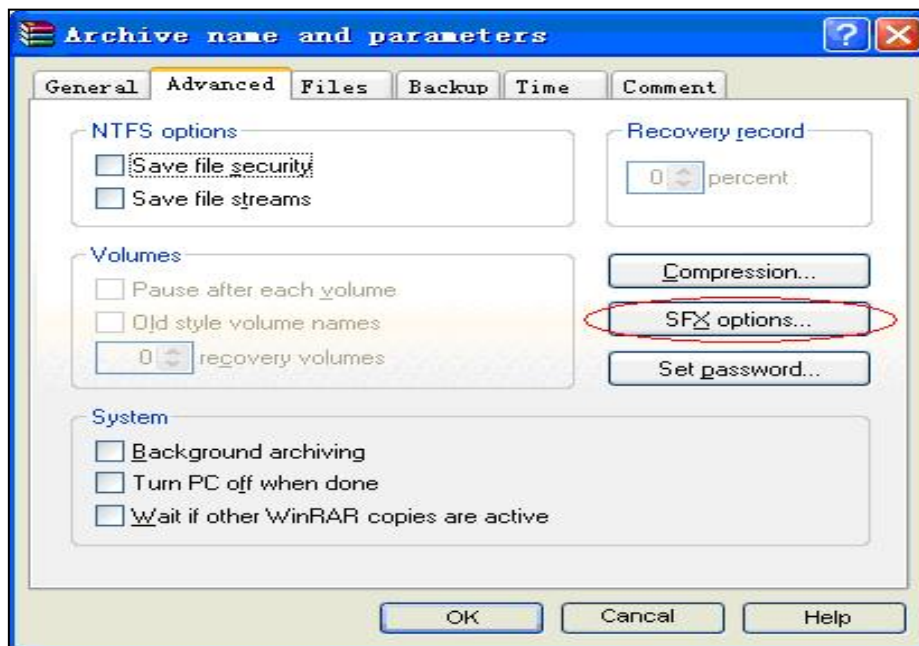 Archive name and parameters
General Advanced Files Backup Time Comment
NTFS options
Save file security
Save file streams
Recovery record
0 percent
Volumes
Pause after each volume
Old style volume names
0 recovery volumes
Compression...
SFX options...
Set password...
System
Background archiving
Turn PC off when done
Wait if other WinRAR copies are active
OK Cancal Help